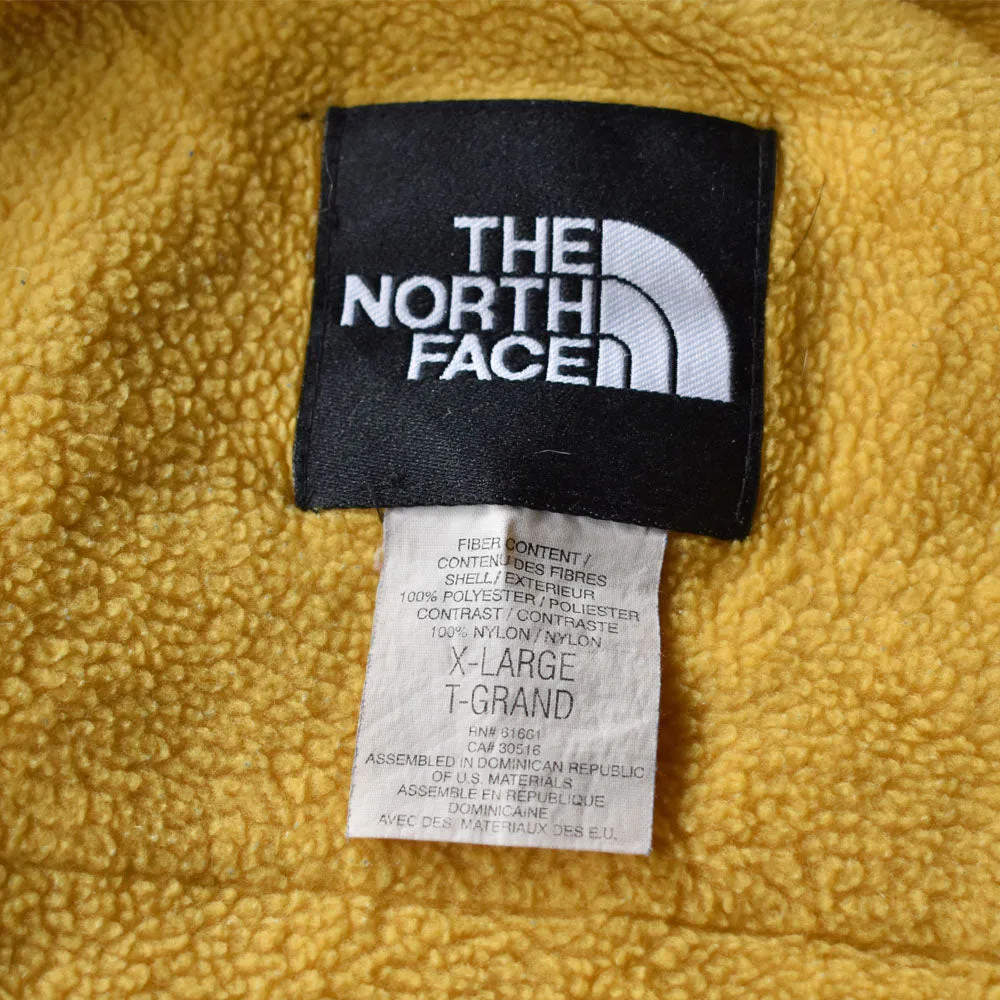 THE
NORTH
FACE
FIBER CONTENT/
CONTENU DES FIBRES
SHELL/EXTERIEUR
100% POLYESTER/POLIESTER
CONTRAST/CONTRASTE
100% NYLON/NYLON
X-LARGE
T-GRAND
RN# 61661
CA# 30516
ASSEMBLED IN DOMINICAN REPUBLIC
OF U.S. MATERIALS
ASSEMBLE EN RÉPUBLIQUE
DOMINICAINE
AVEC DES MATERIAUX DES E.U.